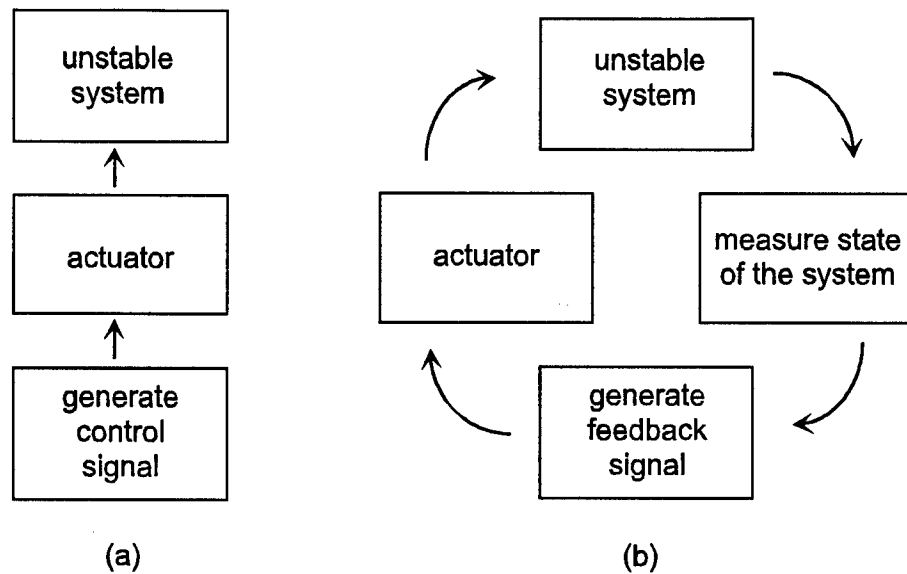 unstable
system
actuator
generate
control
signal
(a)
unstable
system
actuator
measure state
of the system
generate
feedback
signal
(b)